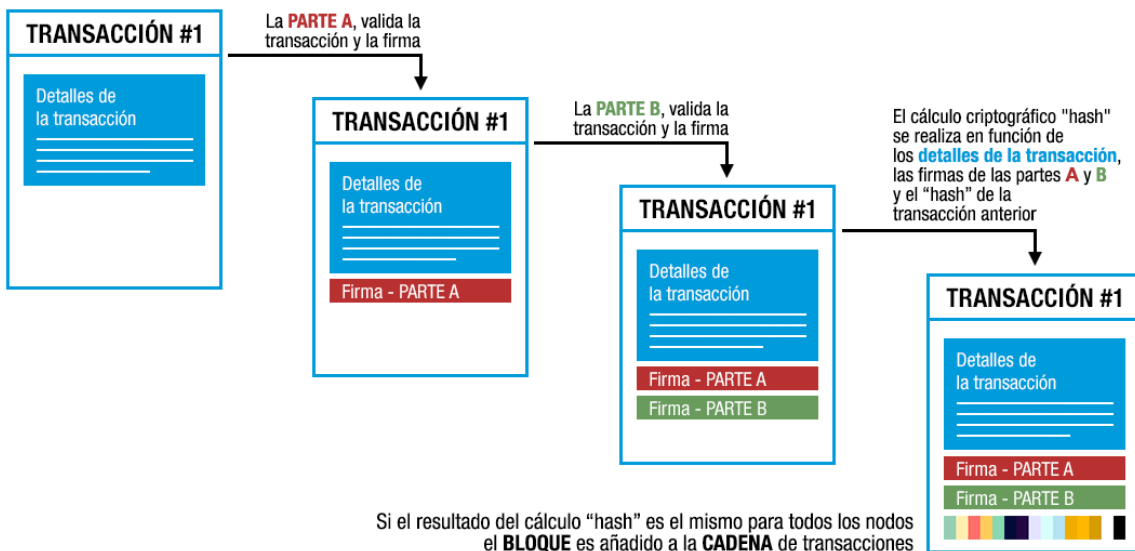 TRANSACCIÓN #1
Detalles de
la transacción
La PARTE A, valida la
transacción y la firma
TRANSACCIÓN #1
Detalles de
la transacción
Firma - PARTE A
La PARTE B, valida la
transacción y la firma
TRANSACCIÓN #1
Detalles de
la transacción
Firma - PARTE A
Firma - PARTE B
El cálculo criptográfico "hash"
se realiza en función de
los detalles de la transacción,
las firmas de las partes A y B
y el “hash” de la
transacción anterior
TRANSACCIÓN #1
Detalles de
la transacción
Firma - PARTE A
Firma - PARTE B
Si el resultado del cálculo “hash” es el mismo para todos los nodos
el BLOQUE es añadido a la CADENA de transacciones